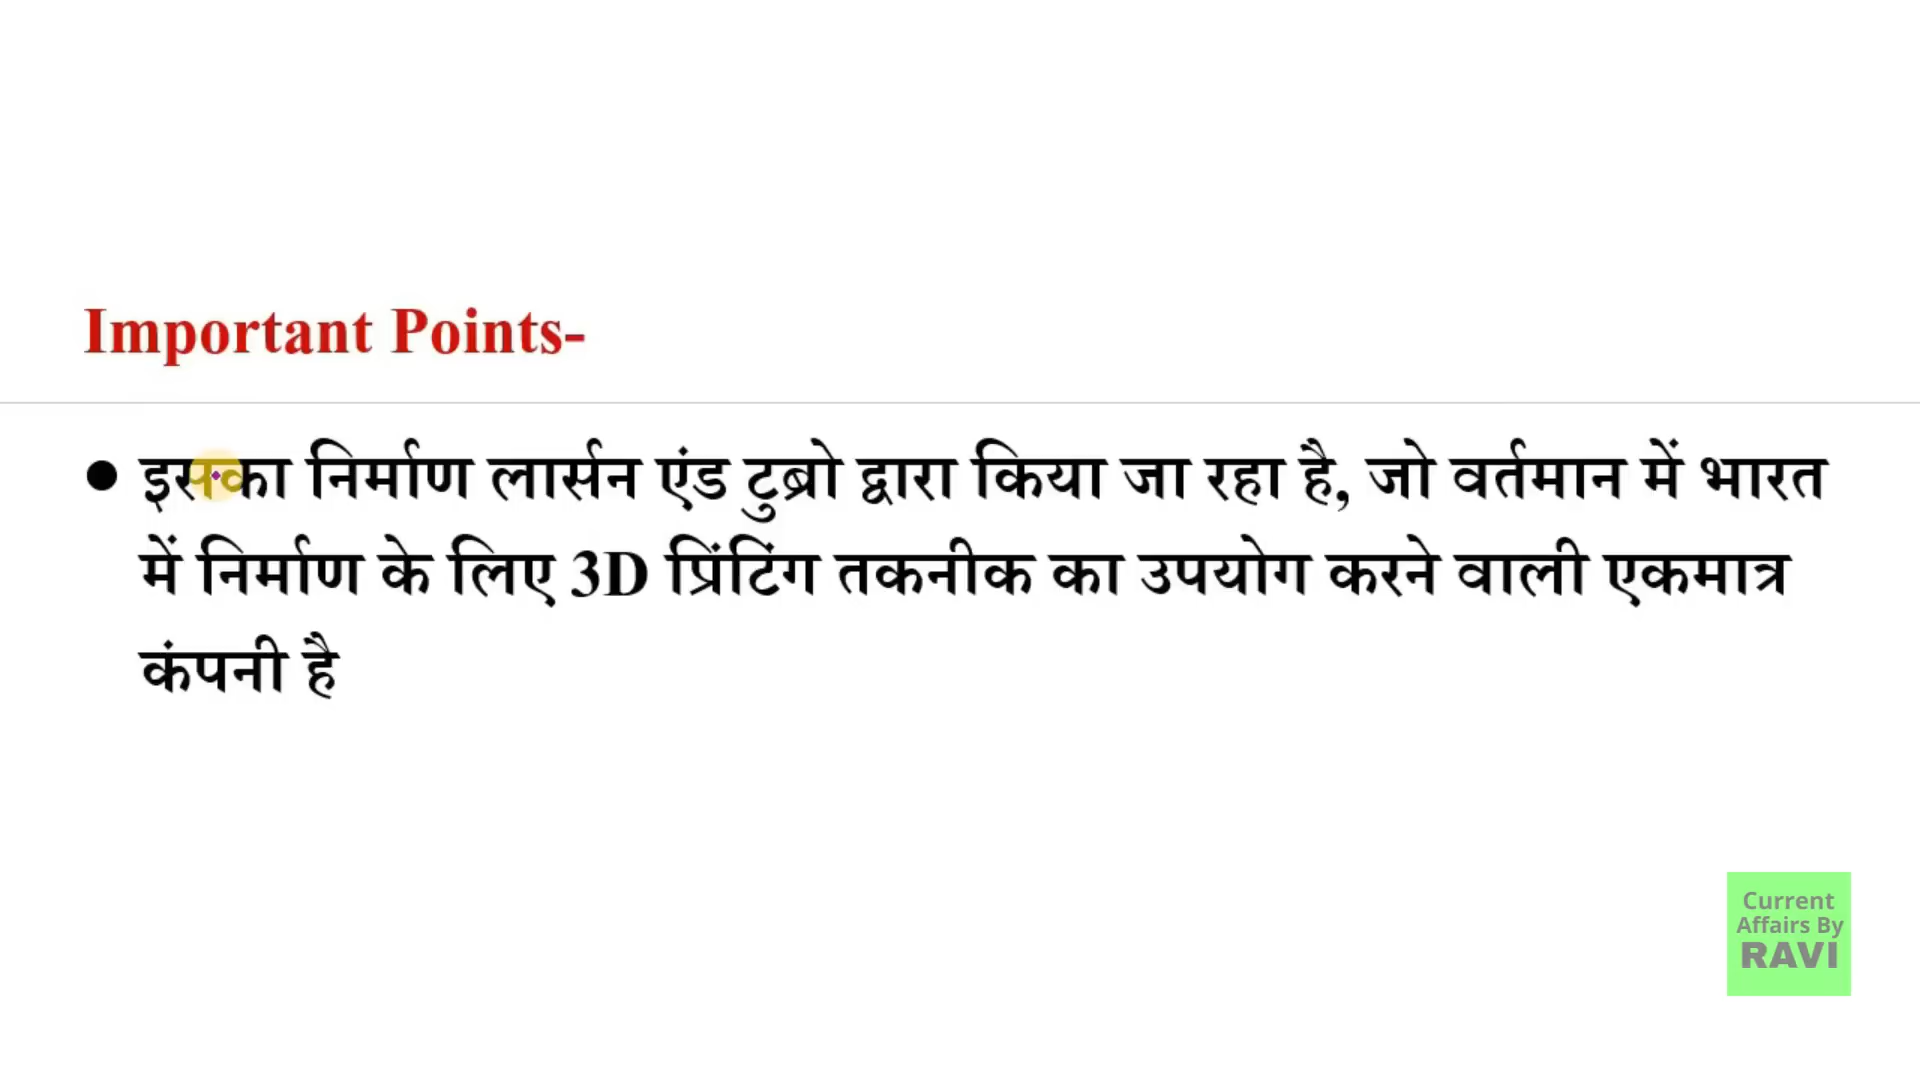 Important Points-
● इसका निर्माण लार्सन एंड टुब्रो द्वारा किया जा रहा है, जो वर्तमान में भारत
में निर्माण के लिए 3D प्रिंटिंग तकनीक का उपयोग करने वाली एकमात्र
कंपनी है
Current
Affairs By
RAVI